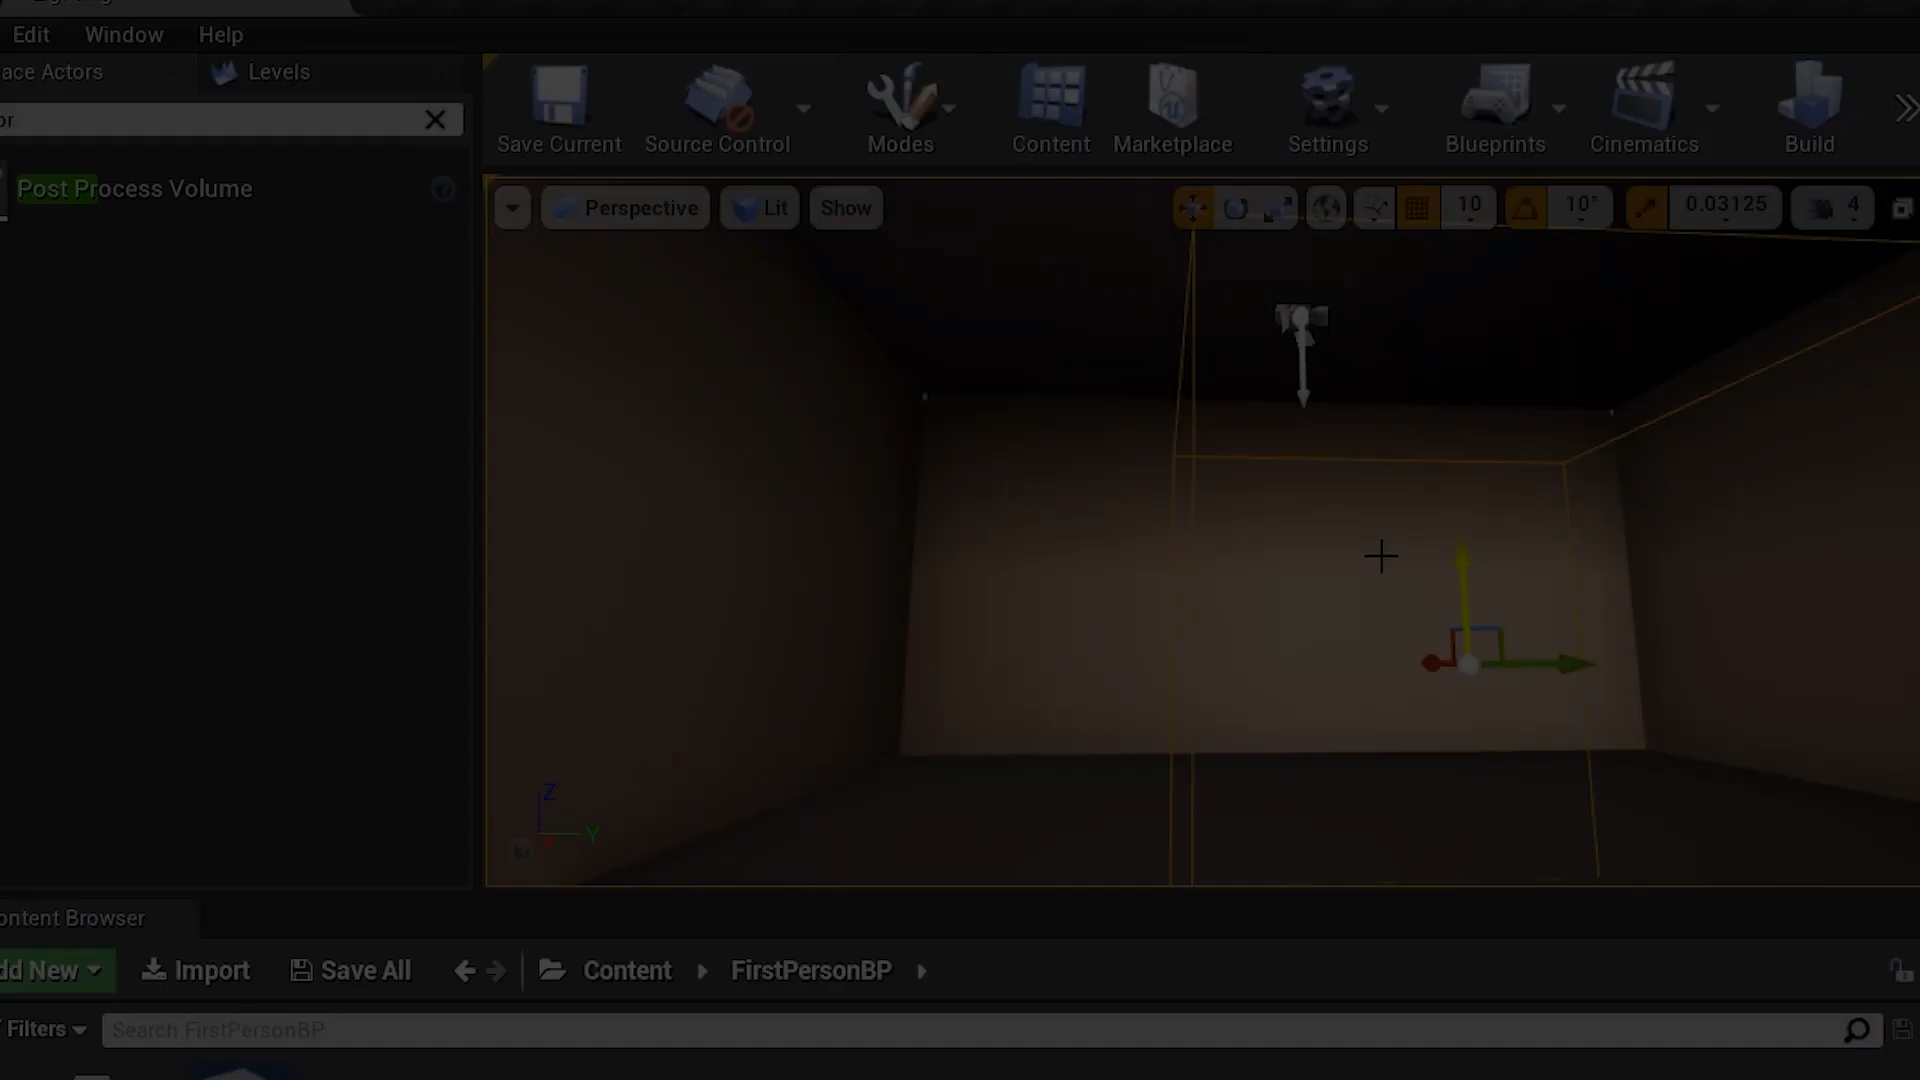 Edit Window Help
ace Actors Levels
or
Post Process Volume
Save Current Source Control Modes Content Marketplace Settings Blueprints Cinematics Build
Perspective Lit Show 10 10° 0.03125 4
Z
Y
ontent Browser
dd New Import Save All Content FirstPersonBP
Filters Search FirstPersonBP